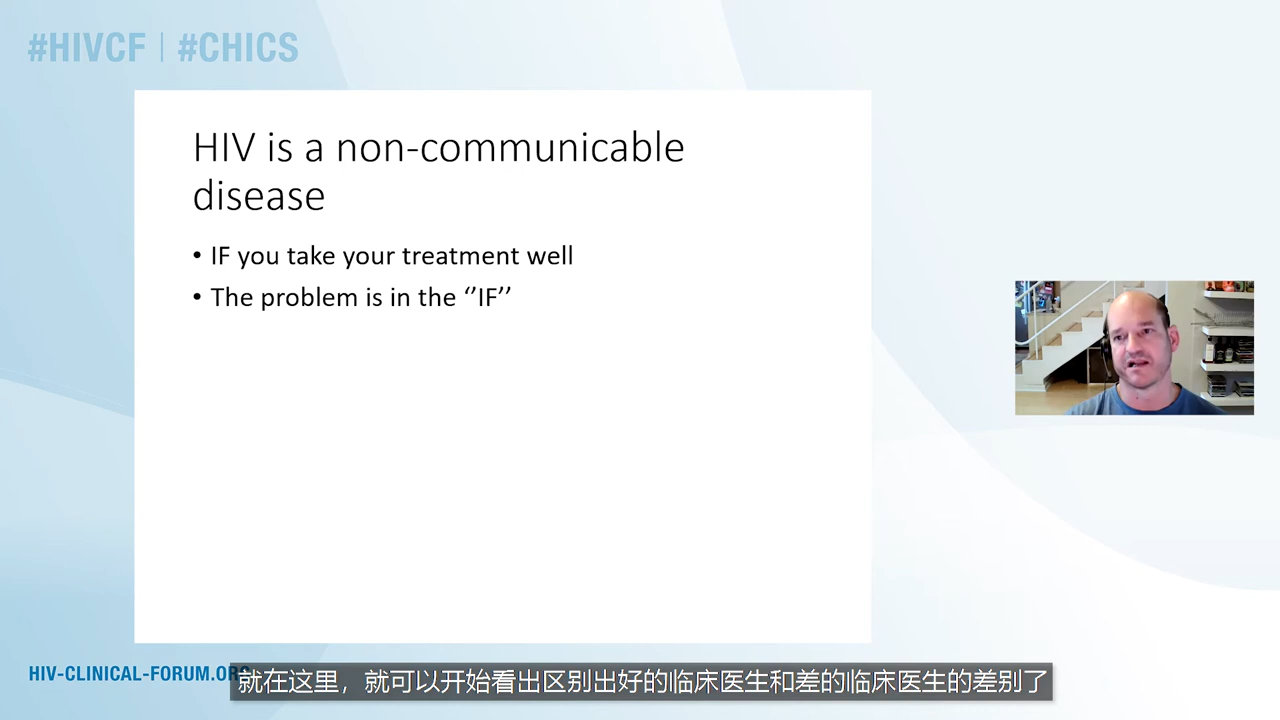 #HIVCF | #CHICS
HIV is a non-communicable
disease
• IF you take your treatment well
• The problem is in the ‘’IF’’
HIV-CLINICAL-FORUM.ORG
就在这里，就可以开始看出区别出好的临床医生和差的临床医生的差别了